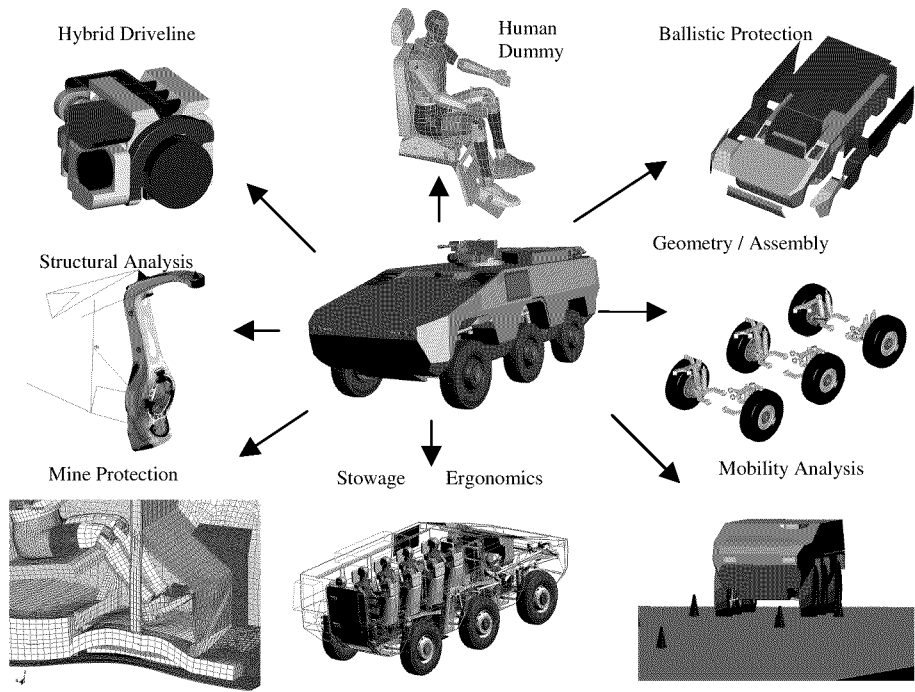 Hybrid Driveline
Human
Dummy
Ballistic Protection
Structural Analysis
Geometry / Assembly
Mine Protection
Stowage Ergonomics
Mobility Analysis